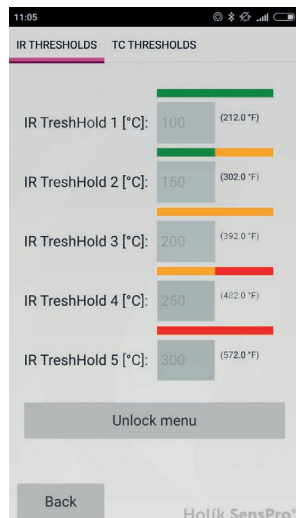 11:05
IR THRESHOLDS TC THRESHOLDS
IR TreshHold 1 [°C]: 100 (212.0 °F)
IR TreshHold 2 [°C]: 150 (302.0 °F)
IR TreshHold 3 [°C]: 200 (392.0 °F)
IR TreshHold 4 [°C]: 250 (482.0 °F)
IR TreshHold 5 [°C]: 300 (572.0 °F)
Unlock menu
Back
Holík SensPro®